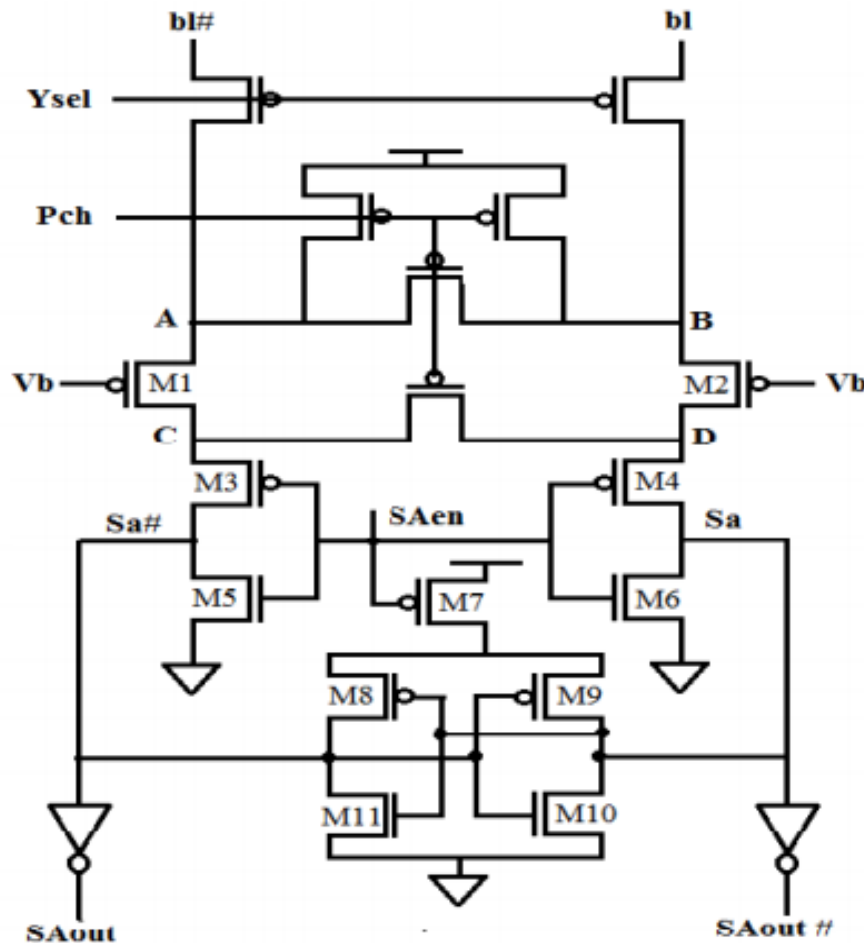 bl# bl
Ysel
Pch
A B
Vb M1 M2 Vb
C D
M3 M4
Sa# SAen Sa
M5 M7 M6
M8 M9
M11 M10
SAout SAout #